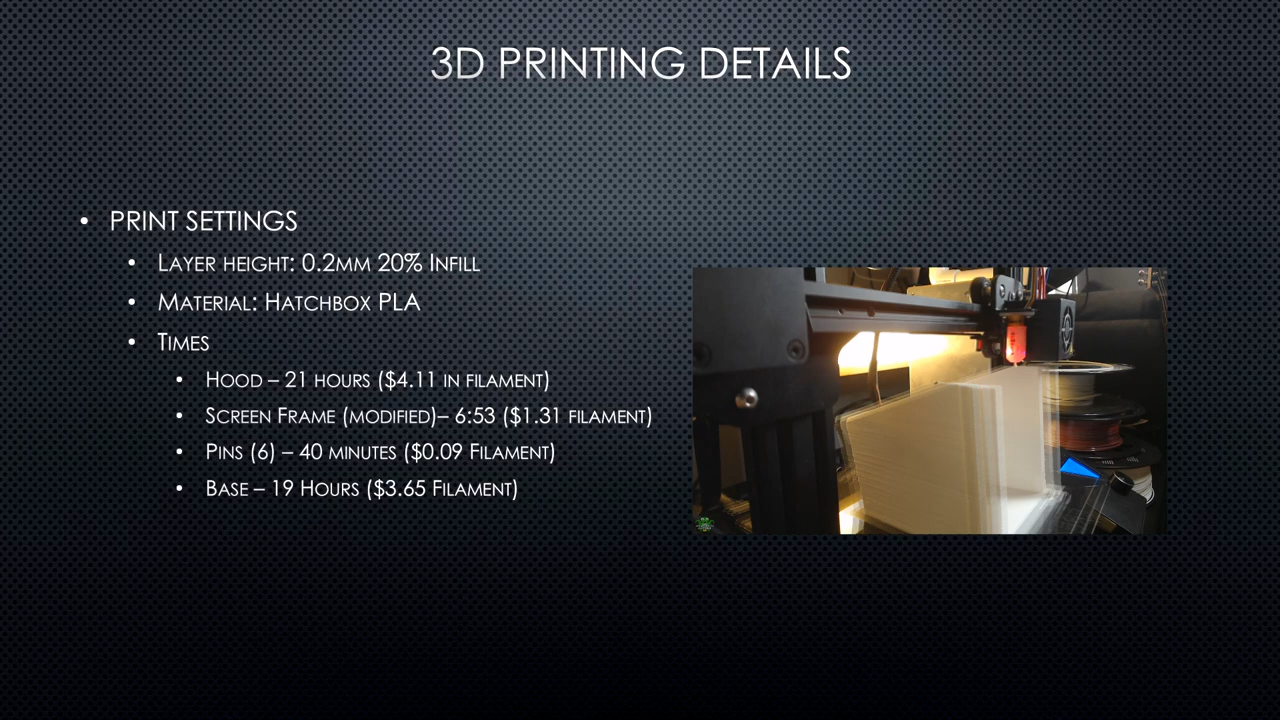 3D PRINTING DETAILS
• PRINT SETTINGS
• LAYER HEIGHT: 0.2MM 20% INFILL
• MATERIAL: HATCHBOX PLA
• TIMES
• HOOD – 21 HOURS ($4.11 IN FILAMENT)
• SCREEN FRAME (MODIFIED)– 6:53 ($1.31 FILAMENT)
• PINS (6) – 40 MINUTES ($0.09 FILAMENT)
• BASE – 19 HOURS ($3.65 FILAMENT)